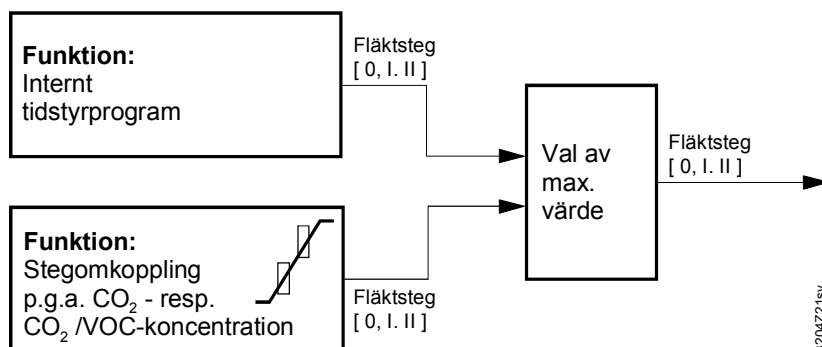 Funktion:
Internt
tidstyrprogram
Fläktsteg
[ 0, I. II ]
Funktion:
Stegomkoppling
p.g.a. CO₂ - resp.
CO₂ /VOC-koncentration
Fläktsteg
[ 0, I. II ]
Val av
max.
värde
Fläktsteg
[ 0, I. II ]